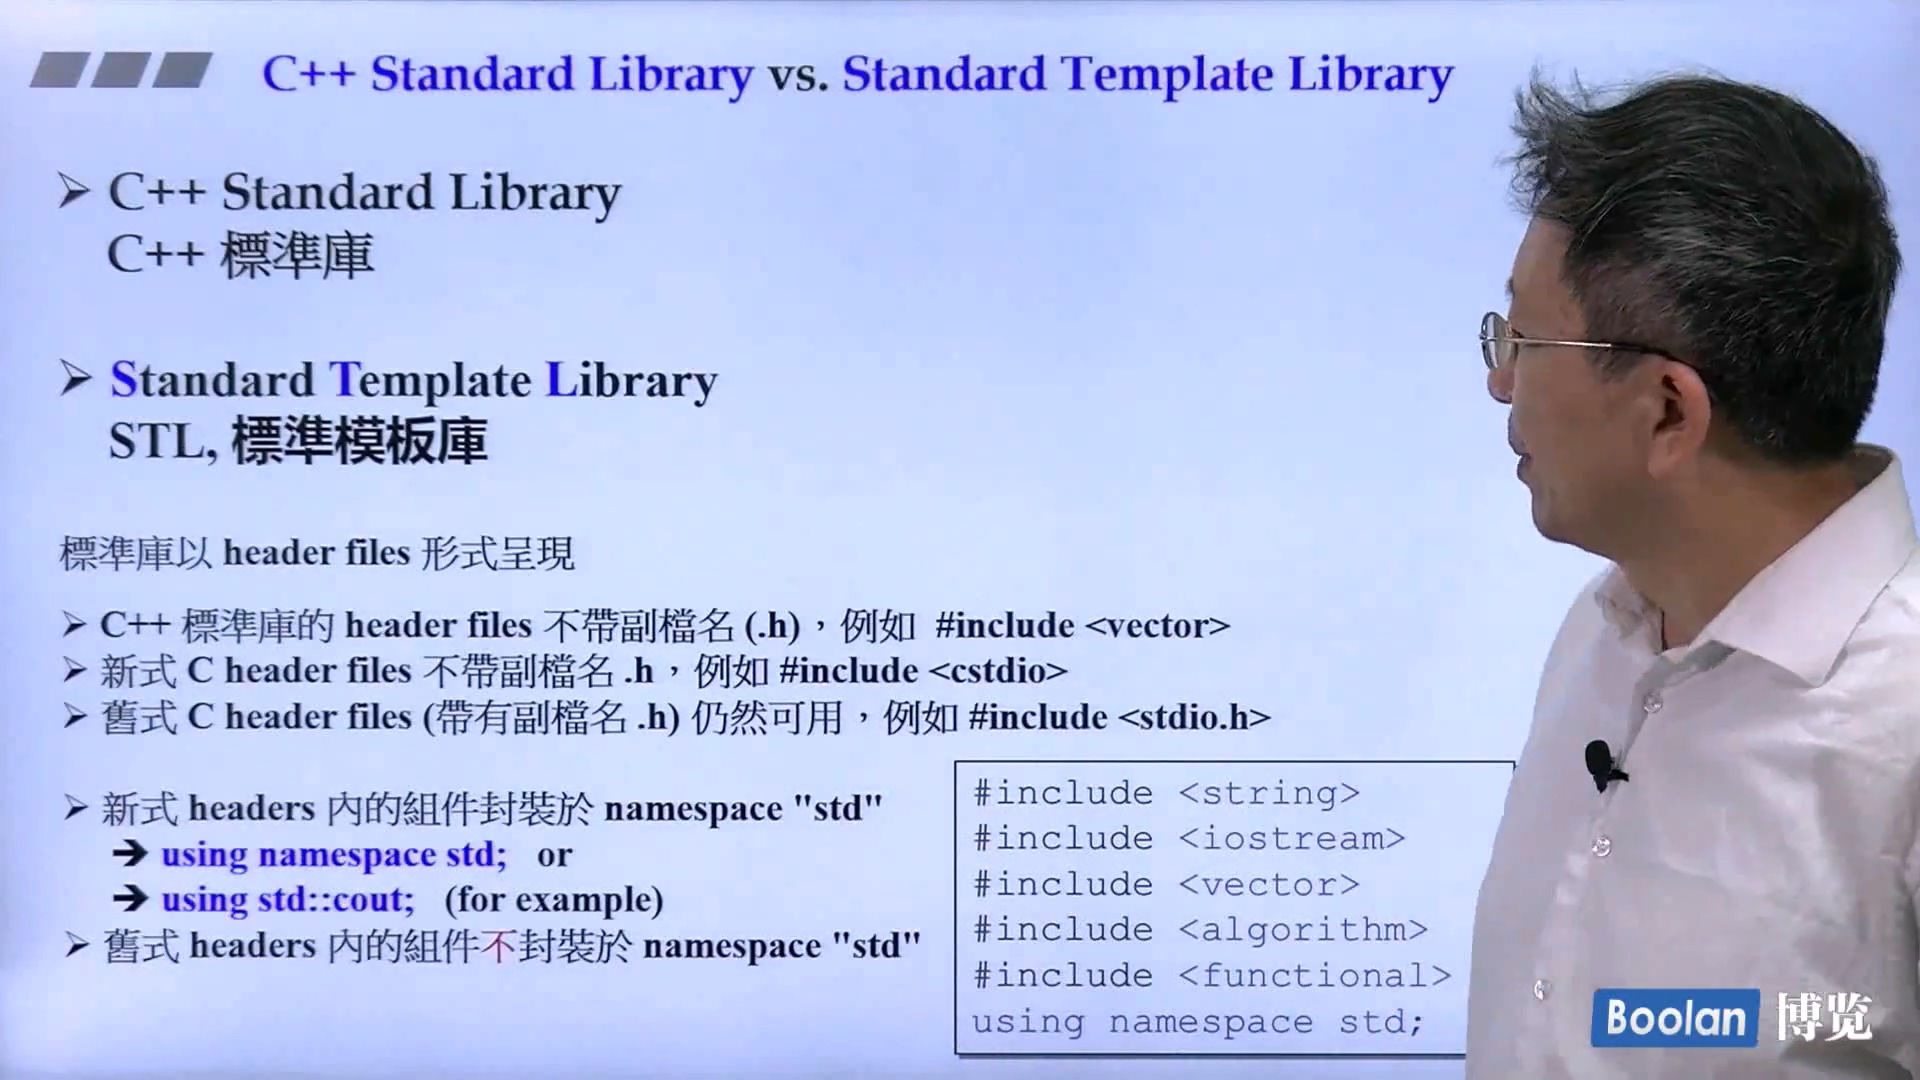 C++ Standard Library vs. Standard Template Library
➢ C++ Standard Library
C++ 標準庫
➢ Standard Template Library
STL, 標準模板庫
標準庫以 header files 形式呈現
➢ C++ 標準庫的 header files 不帶副檔名 (.h)，例如 #include <vector>
➢ 新式 C header files 不帶副檔名 .h，例如 #include <cstdio>
➢ 舊式 C header files (帶有副檔名 .h) 仍然可用，例如 #include <stdio.h>
➢ 新式 headers 內的組件封裝於 namespace "std"
➔ using namespace std; or
➔ using std::cout; (for example)
➢ 舊式 headers 內的組件不封裝於 namespace "std"
#include <string>
#include <iostream>
#include <vector>
#include <algorithm>
#include <functional>
using namespace std;
Boolan 博览